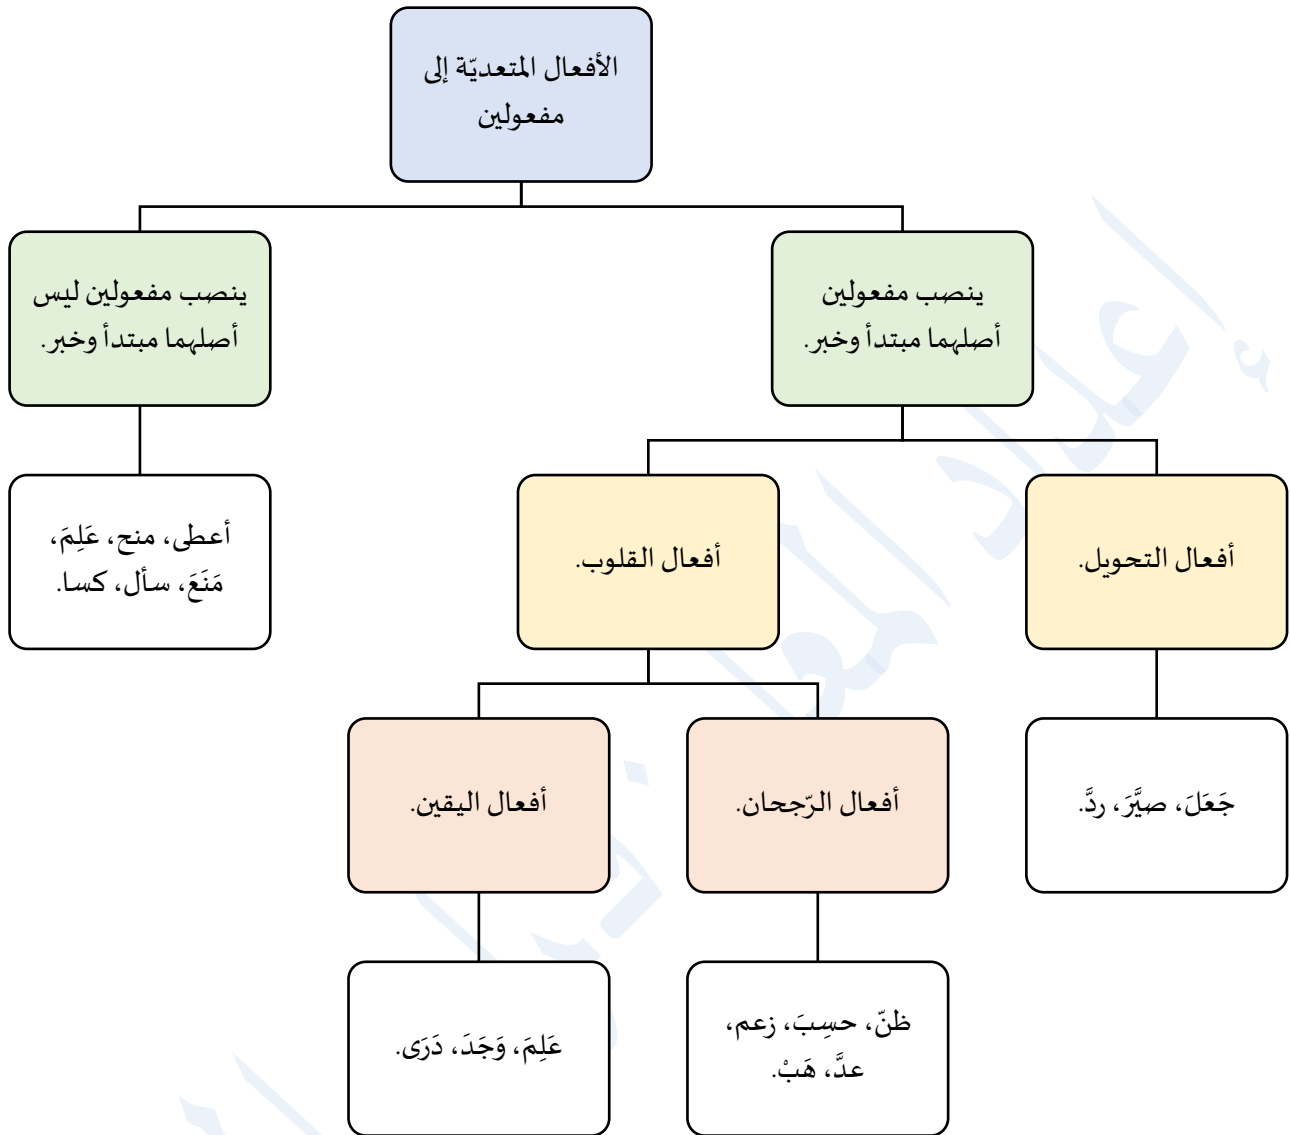 الأفعال المتعديّة إلى
مفعولين
ينصب مفعولين
أصلهما مبتدأ وخبر.
ينصب مفعولين ليس
أصلهما مبتدأ وخبر.
أفعال التحويل.
أفعال القلوب.
أعطى، منح، عَلِمَ،
مَنَعَ، سأل، كسا.
جَعَلَ، صيَّرَ، ردَّ.
أفعال الرّجحان.
أفعال اليقين.
ظنّ، حسِبَ، زعم،
عدَّ، هَبْ.
عَلِمَ، وَجَدَ، دَرَى.